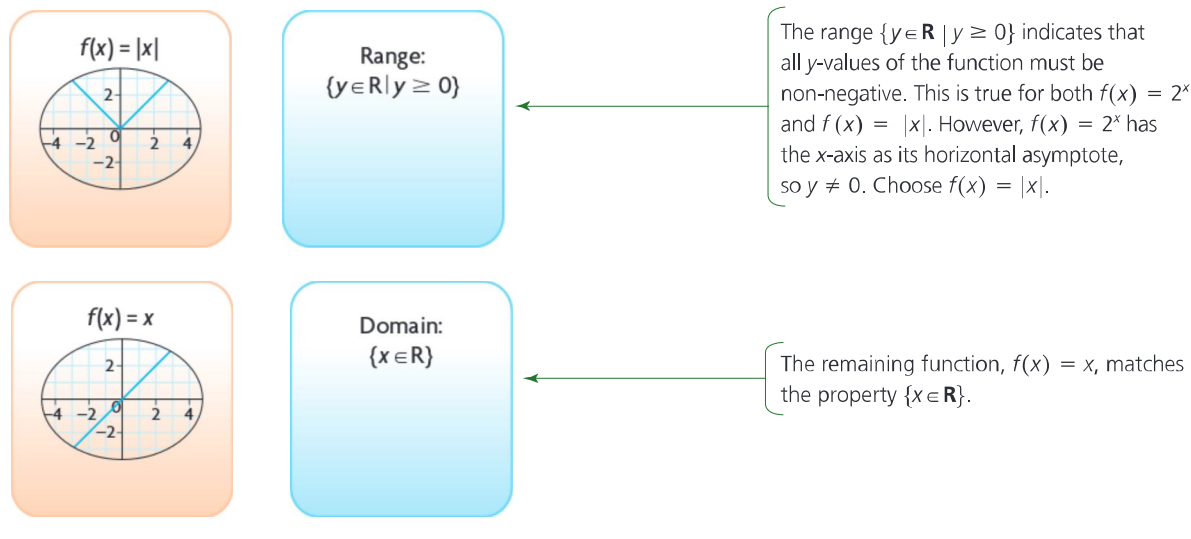 f(x) = |x|
2
-4 -2 0 2 4
-2
Range:
{y ∈ R | y ≥ 0}
The range {y ∈ R | y ≥ 0} indicates that
all y-values of the function must be
non-negative. This is true for both f(x) = 2ˣ
and f (x) = |x|. However, f(x) = 2ˣ has
the x-axis as its horizontal asymptote,
so y ≠ 0. Choose f(x) = |x|.
f(x) = x
2
-4 -2 0 2 4
-2
Domain:
{x ∈ R}
The remaining function, f(x) = x, matches
the property {x ∈ R}.